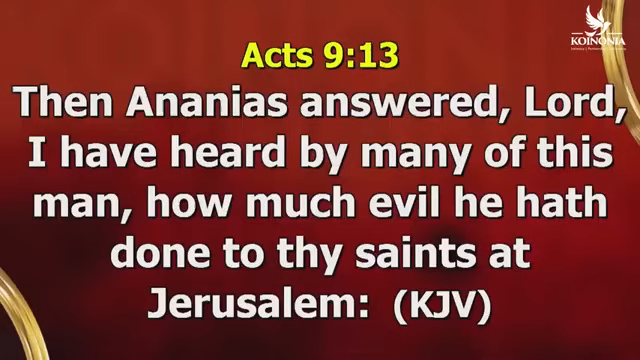 KOINONIA
Acts 9:13
Then Ananias answered, Lord,
I have heard by many of this
man, how much evil he hath
done to thy saints at
Jerusalem: (KJV)